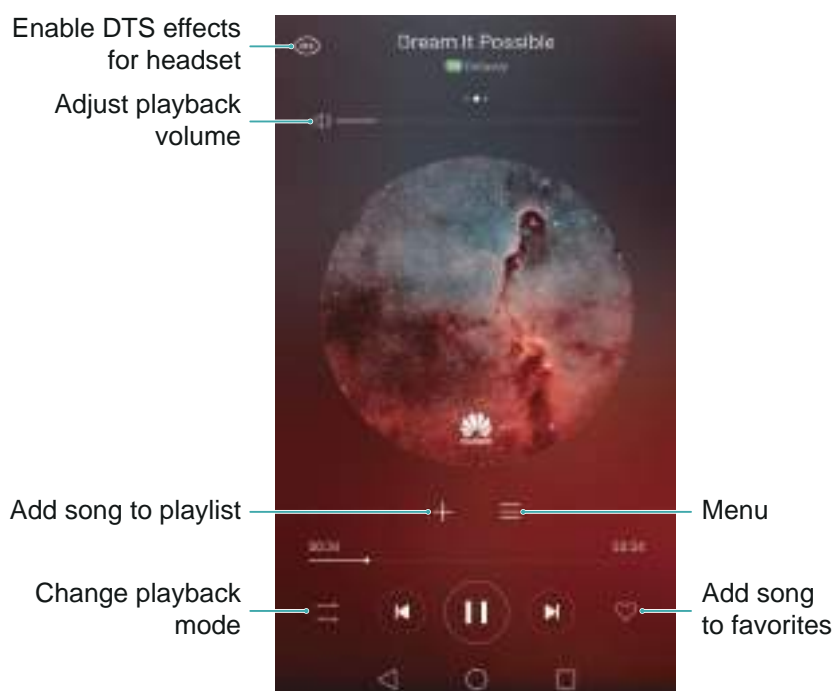 Enable DTS effects
for headset
Dream It Possible
Adjust playback
volume
Add song to playlist
Menu
Change playback
mode
Add song
to favorites